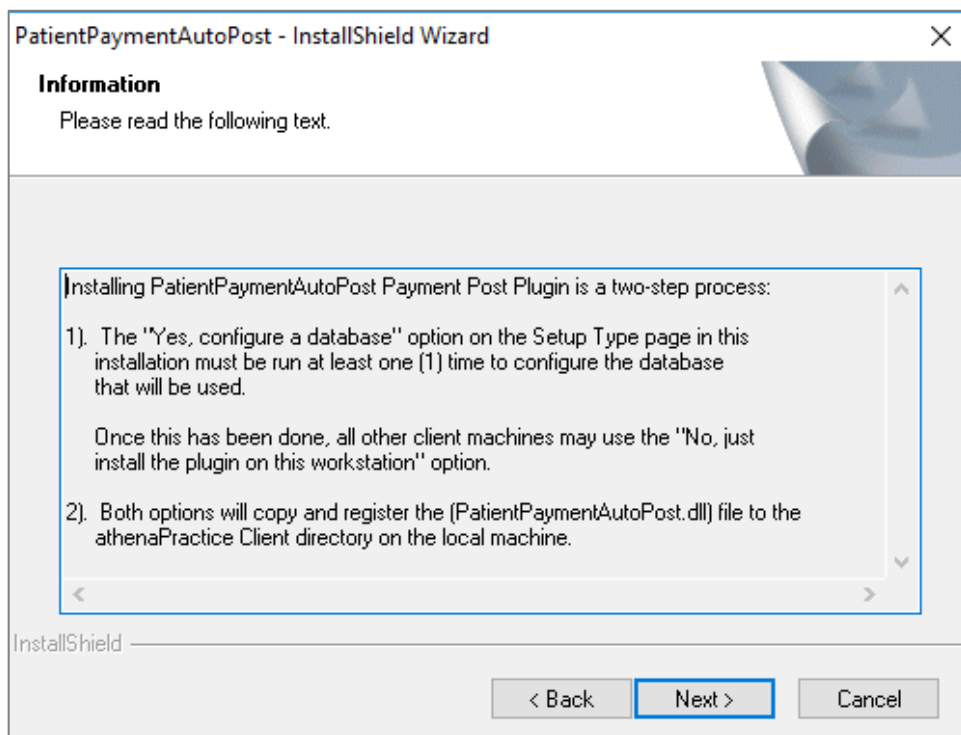 PatientPaymentAutoPost - InstallShield Wizard
Information
Please read the following text.
Installing PatientPaymentAutoPost Payment Post Plugin is a two-step process:
1). The "Yes, configure a database" option on the Setup Type page in this
installation must be run at least one (1) time to configure the database
that will be used.
Once this has been done, all other client machines may use the "No, just
install the plugin on this workstation" option.
2). Both options will copy and register the (PatientPaymentAutoPost.dll) file to the
athenaPractice Client directory on the local machine.
InstallShield
< Back
Next >
Cancel